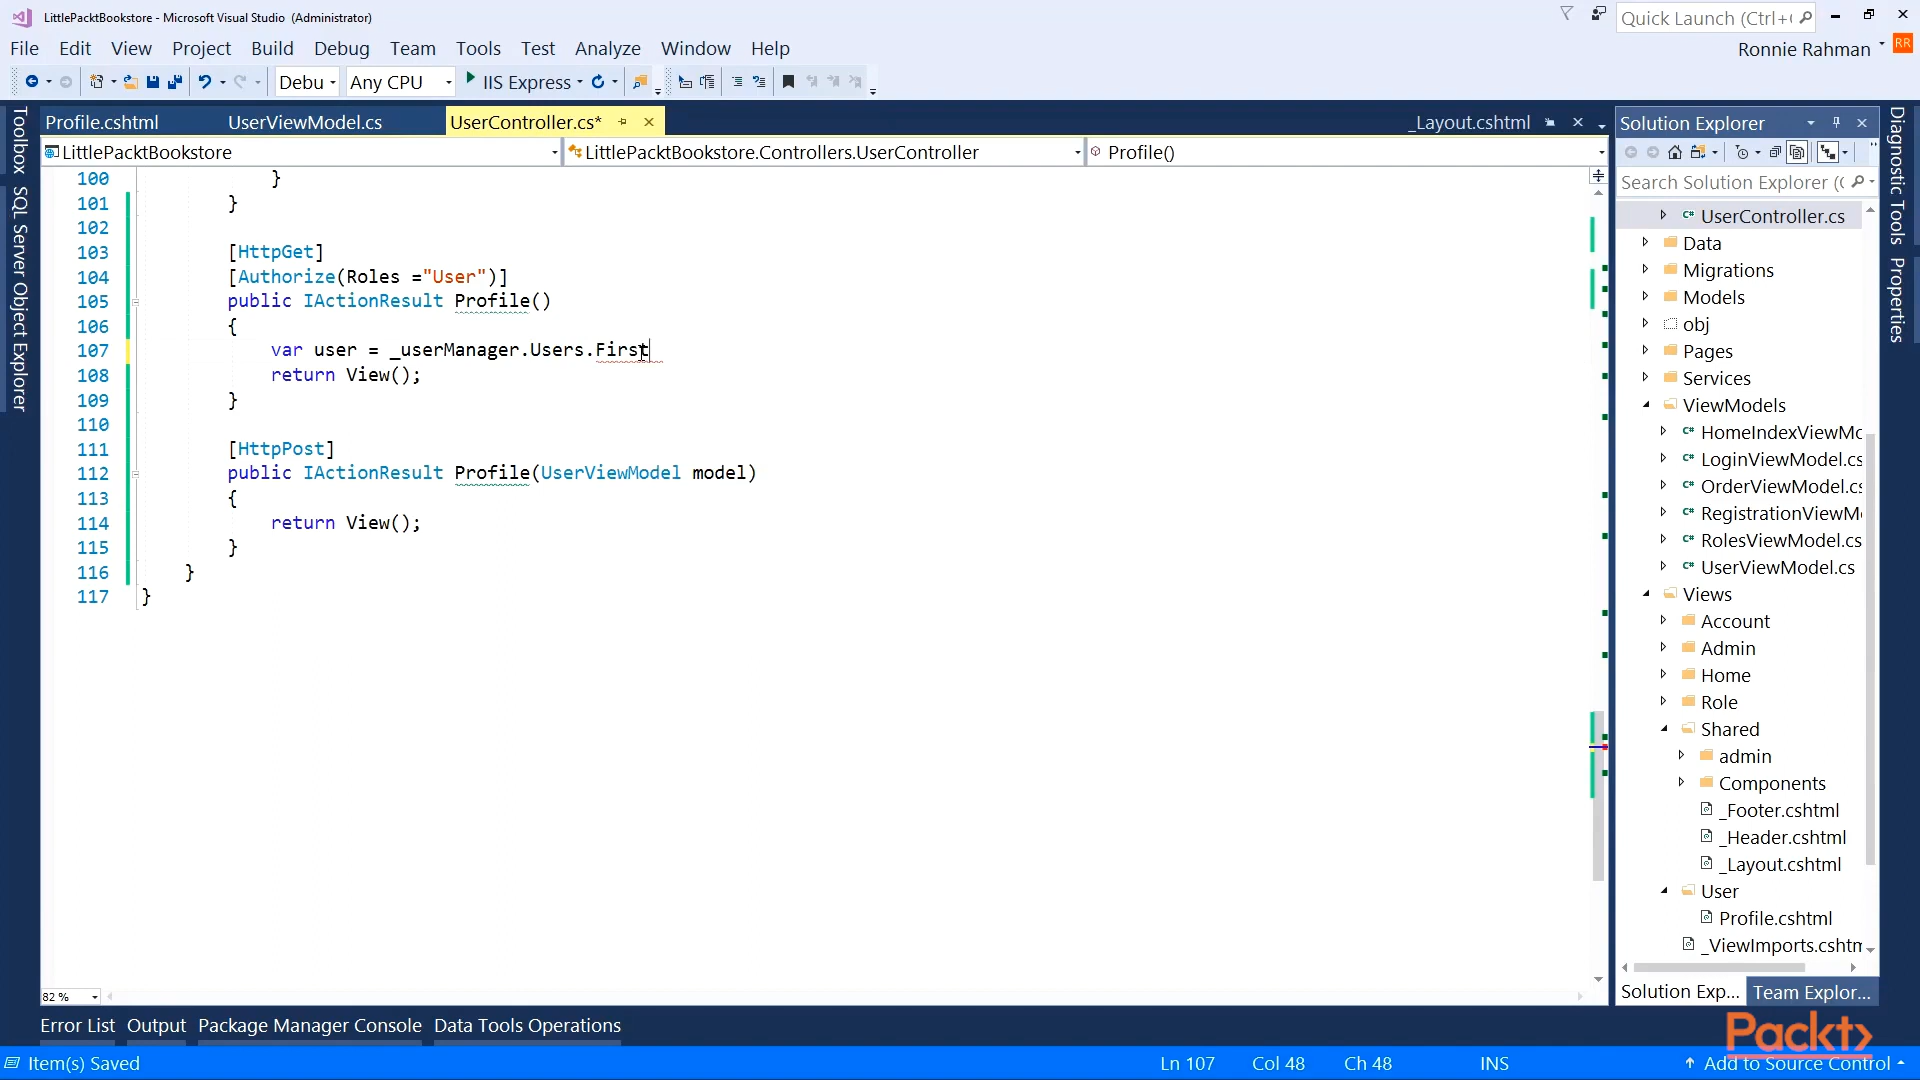 LittlePacktBookstore - Microsoft Visual Studio (Administrator)
Quick Launch (Ctrl+
File Edit View Project Build Debug Team Tools Test Analyze Window Help
Ronnie Rahman
RR
Debu
Any CPU
IIS Express
Profile.cshtml
UserViewModel.cs
UserController.cs*
_Layout.cshtml
LittlePacktBookstore
LittlePacktBookstore.Controllers.UserController
Profile()
Toolbox
SQL Server Object Explorer
100 }
101 }
102
103 [HttpGet]
104 [Authorize(Roles ="User")]
105 public IActionResult Profile()
106 {
107 var user = _userManager.Users.First
108 return View();
109 }
110
111 [HttpPost]
112 public IActionResult Profile(UserViewModel model)
113 {
114 return View();
115 }
116 }
117 }
82 %
Solution Explorer
Search Solution Explorer (
UserController.cs
Data
Migrations
Models
obj
Pages
Services
ViewModels
HomeIndexViewMo
LoginViewModel.cs
OrderViewModel.cs
RegistrationViewM
RolesViewModel.cs
UserViewModel.cs
Views
Account
Admin
Home
Role
Shared
admin
Components
_Footer.cshtml
_Header.cshtml
_Layout.cshtml
User
Profile.cshtml
_ViewImports.cshtm
Solution Exp...
Team Explor...
Diagnostic Tools
Properties
Error List Output Package Manager Console Data Tools Operations
Packt>
Item(s) Saved
Ln 107
Col 48
Ch 48
INS
Add to Source Control